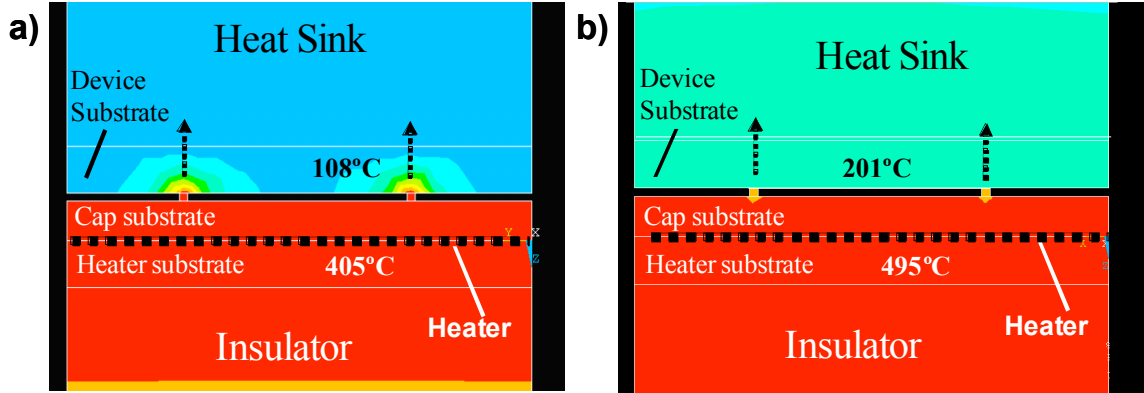 a)
Heat Sink
Device
Substrate
108ºC
Cap substrate
Y
X
Z
Heater substrate
405ºC
Heater
Insulator
b)
Heat Sink
Device
Substrate
201ºC
Cap substrate
X
Z
Heater substrate
495ºC
Heater
Insulator